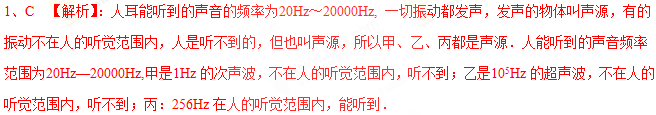 1、C 【解析】：人耳能听到的声音的频率为20Hz～20000Hz, 一切振动都发声，发声的物体叫声源，有的
振动不在人的听觉范围内，人是听不到的，但也叫声源，所以甲、乙、丙都是声源．人能听到的声音频率
范围为20Hz—20000Hz,甲是1Hz 的次声波，不在人的听觉范围内，听不到；乙是10⁵Hz 的超声波，不在人的
听觉范围内，听不到；丙：256Hz 在人的听觉范围内，能听到．